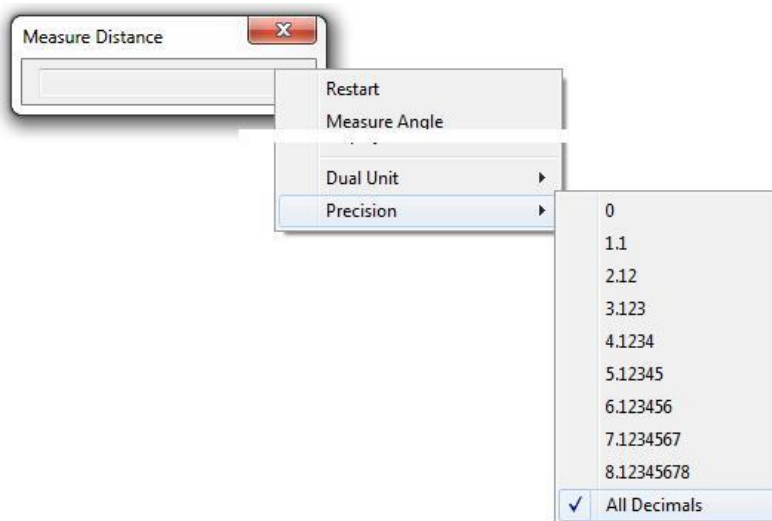 Measure Distance
Restart
Measure Angle
Dual Unit
Precision
0
1.1
2.12
3.123
4.1234
5.12345
6.123456
7.1234567
8.12345678
All Decimals